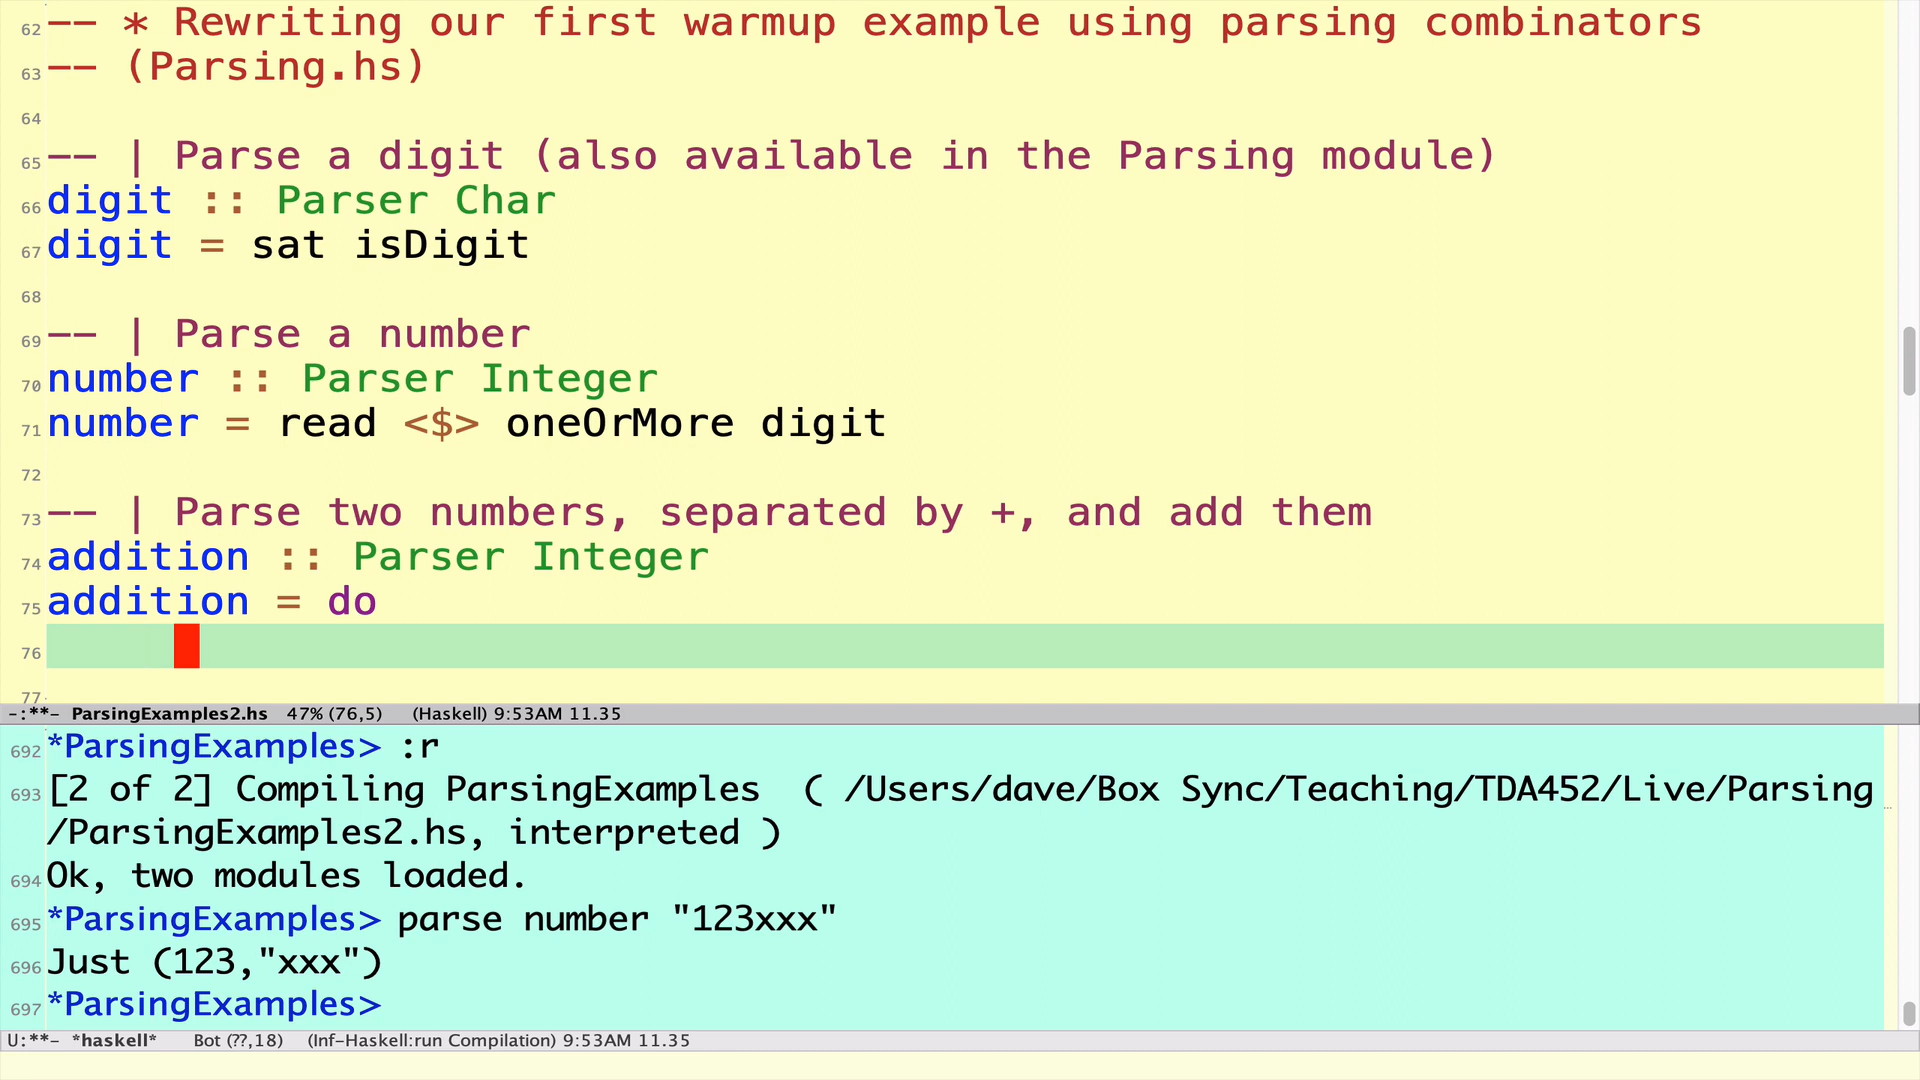 62 -- * Rewriting our first warmup example using parsing combinators
63 -- (Parsing.hs)
64
65 -- | Parse a digit (also available in the Parsing module)
66 digit :: Parser Char
67 digit = sat isDigit
68
69 -- | Parse a number
70 number :: Parser Integer
71 number = read <$> oneOrMore digit
72
73 -- | Parse two numbers, separated by +, and add them
74 addition :: Parser Integer
75 addition = do
76
77
-:**- ParsingExamples2.hs 47% (76,5) (Haskell) 9:53AM 11.35
692 *ParsingExamples> :r
693 [2 of 2] Compiling ParsingExamples ( /Users/dave/Box Sync/Teaching/TDA452/Live/Parsing
/ParsingExamples2.hs, interpreted )
694 Ok, two modules loaded.
695 *ParsingExamples> parse number "123xxx"
696 Just (123,"xxx")
697 *ParsingExamples>
U:**- *haskell* Bot (??,18) (Inf-Haskell:run Compilation) 9:53AM 11.35